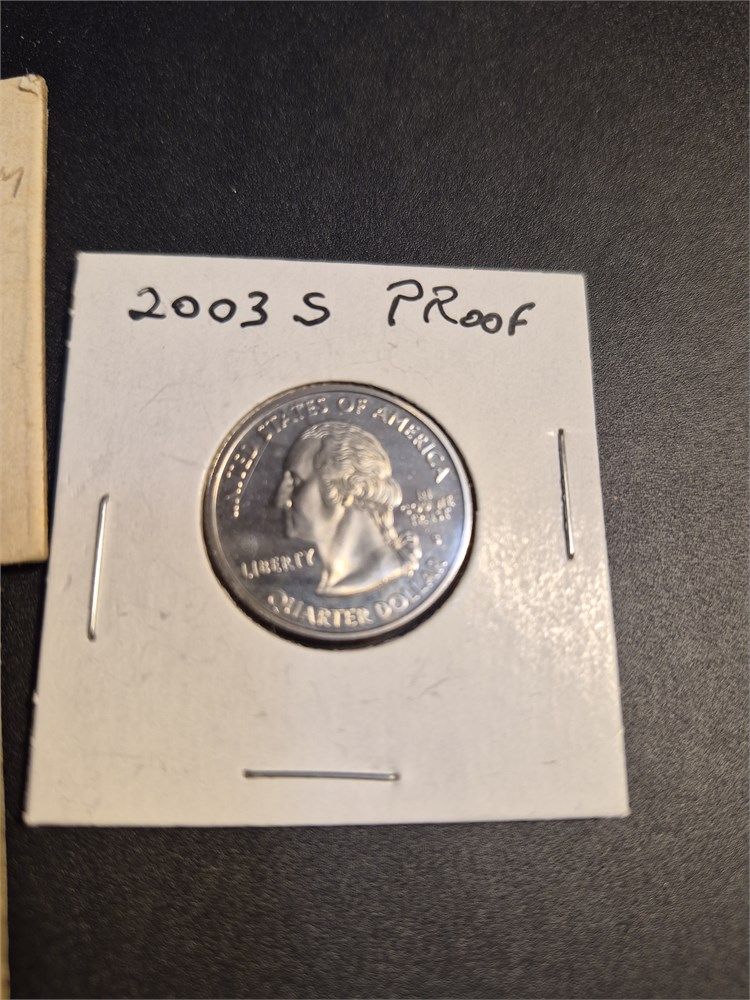 2003 S PROOF
UNITED STATES OF AMERICA
LIBERTY
IN
GOD WE
TRUST
S
QUARTER DOLLAR